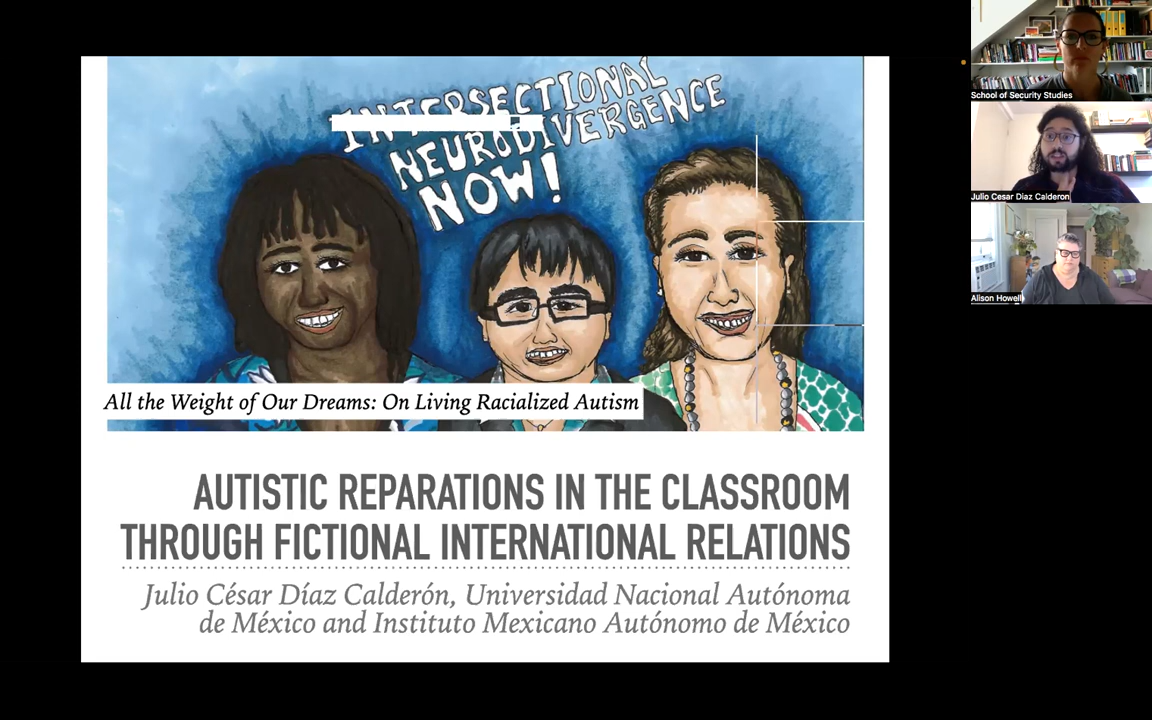 INTERSECTIONAL
NEURODIVERGENCE
NOW!
All the Weight of Our Dreams: On Living Racialized Autism
AUTISTIC REPARATIONS IN THE CLASSROOM
THROUGH FICTIONAL INTERNATIONAL RELATIONS
Julio César Díaz Calderón, Universidad Nacional Autónoma
de México and Instituto Mexicano Autónomo de México
School of Security Studies
Julio Cesar Diaz Calderon
Alison Howell